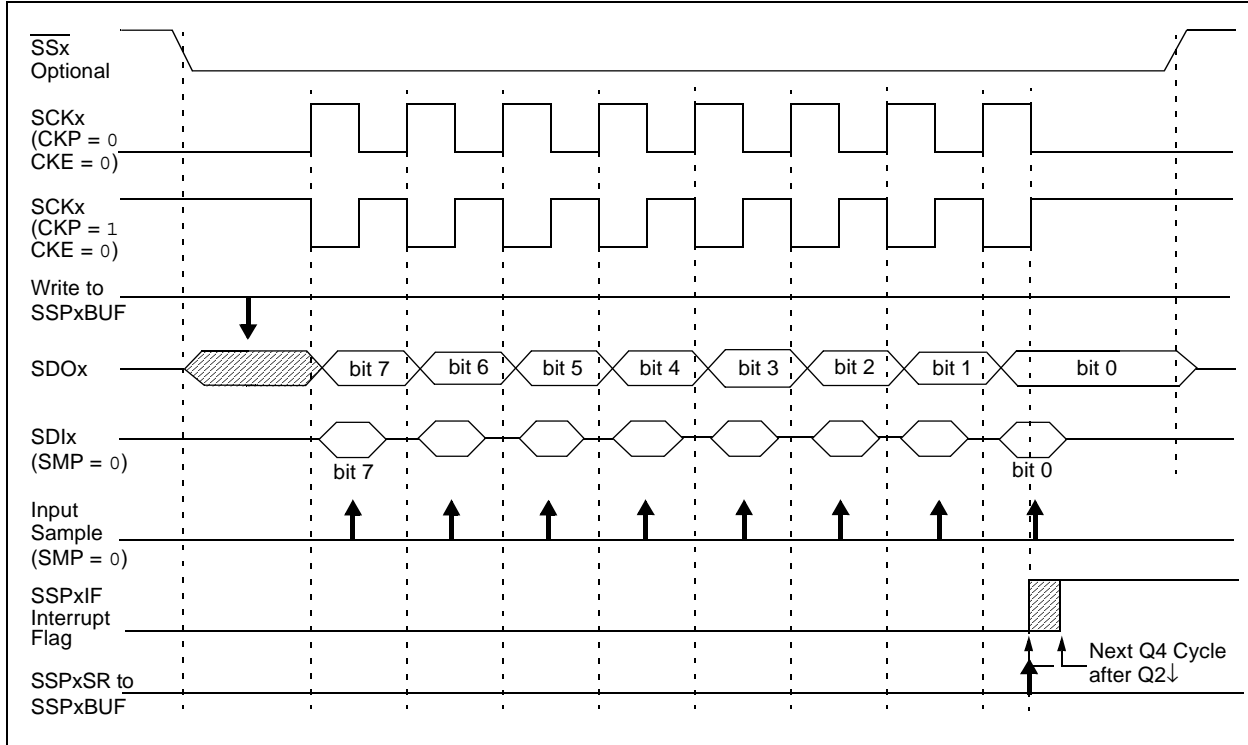 SSx
Optional
SCKx
(CKP = 0
CKE = 0)
SCKx
(CKP = 1
CKE = 0)
Write to
SSPxBUF
SDOx
bit 7
bit 6
bit 5
bit 4
bit 3
bit 2
bit 1
bit 0
SDIx
(SMP = 0)
bit 7
bit 0
Input
Sample
(SMP = 0)
SSPxIF
Interrupt
Flag
Next Q4 Cycle
after Q2↓
SSPxSR to
SSPxBUF